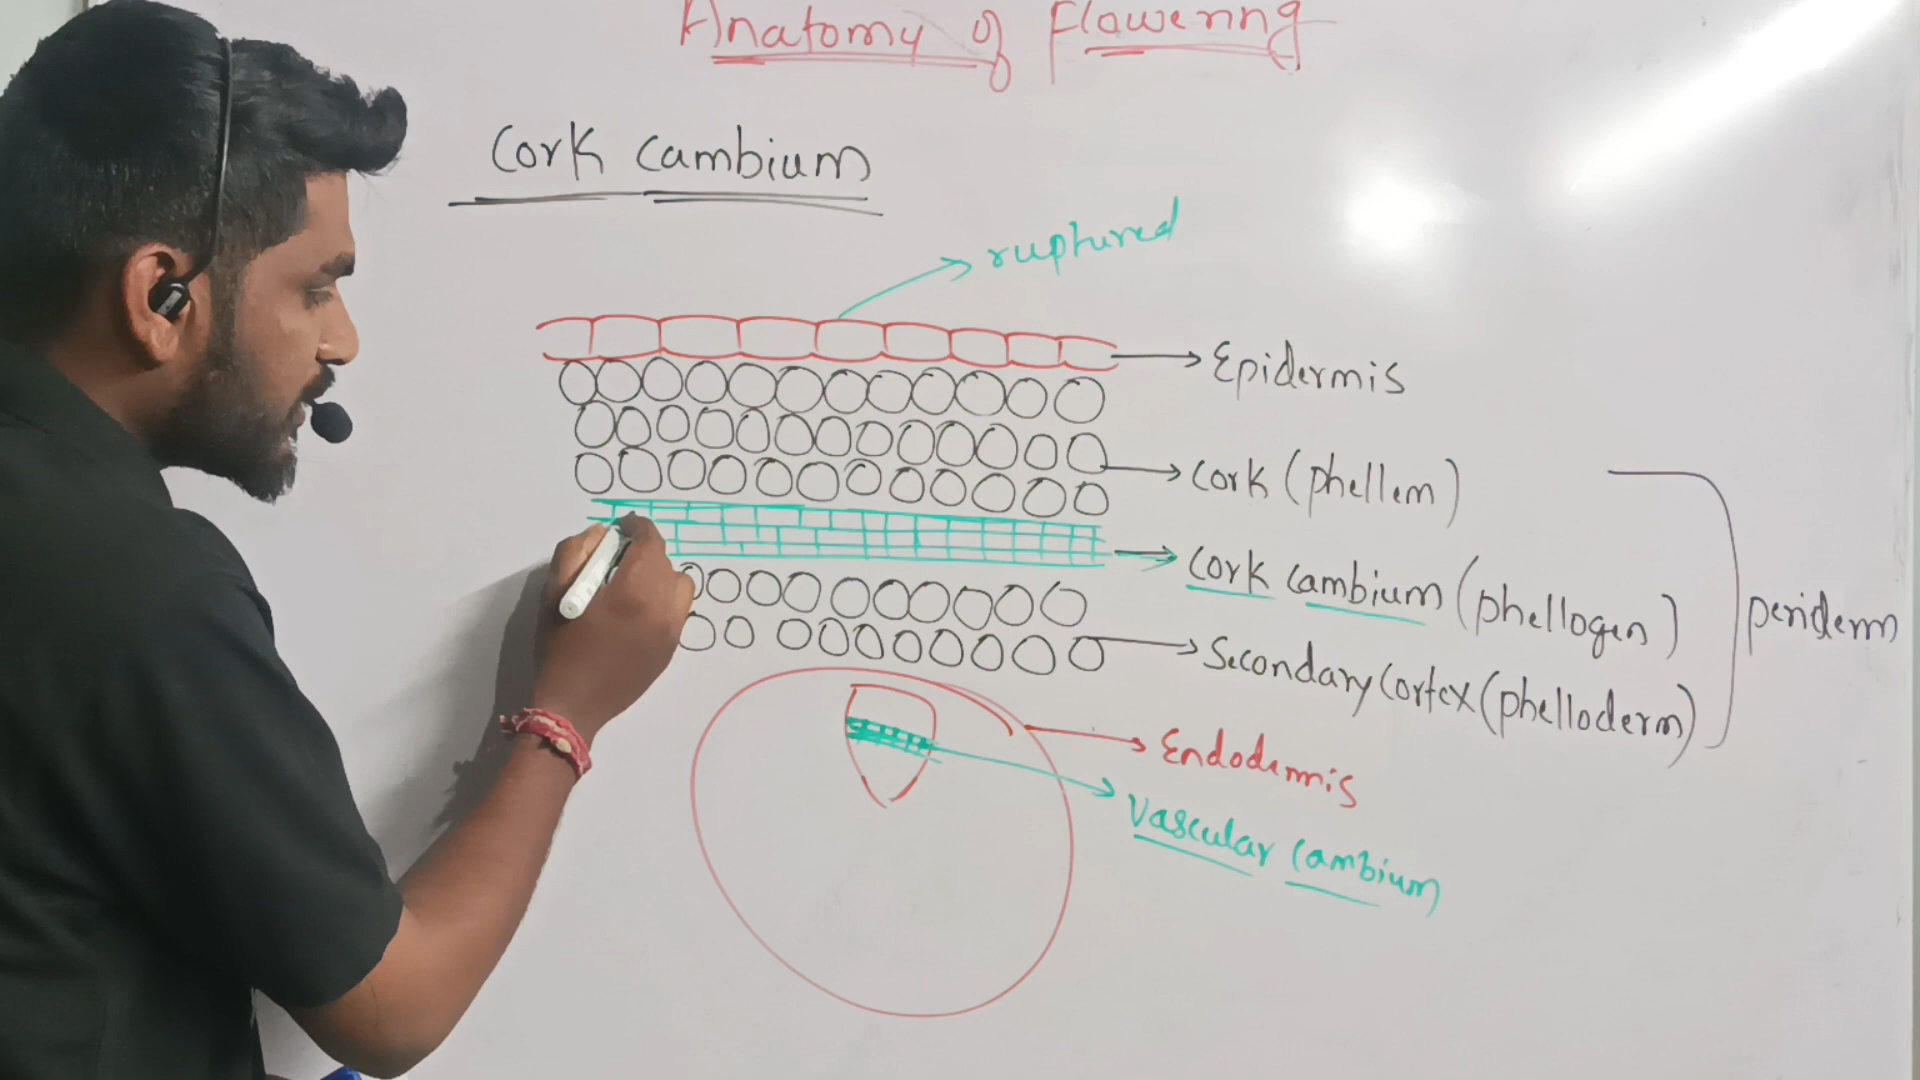 Anatomy of Flowering
Cork Cambium
ruptured
Epidermis
Cork (phellem)
Cork Cambium (phellogen)
periderm
Secondary Cortex (phelloderm)
Endodermis
Vascular Cambium